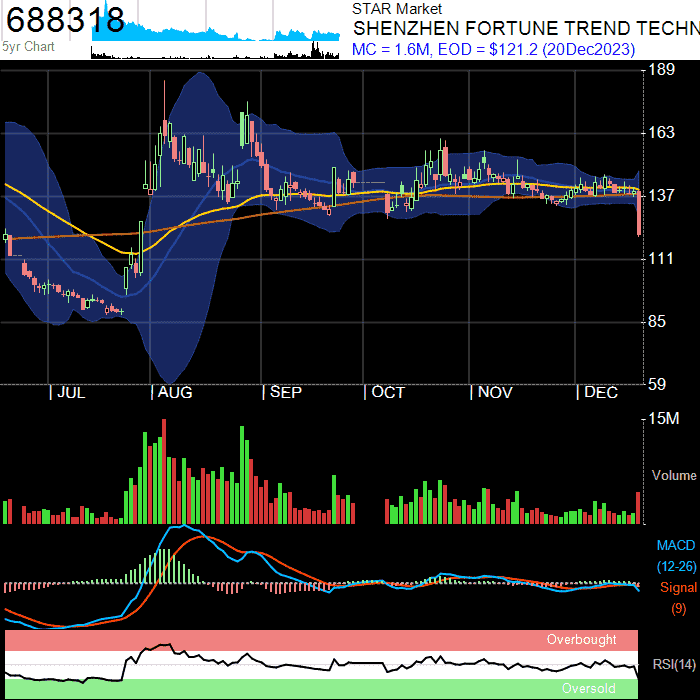 688318
5yr Chart
STAR Market
SHENZHEN FORTUNE TREND TECHN
MC = 1.6M, EOD = $121.2 (20Dec2023)
189
163
137
111
85
59
JUL AUG SEP OCT NOV DEC
15M
Volume
MACD
(12-26)
Signal
(9)
Overbought
RSI(14)
Oversold